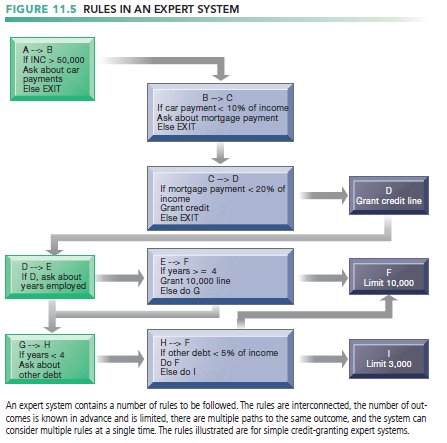 FIGURE 11.5 RULES IN AN EXPERT SYSTEM
A --> B
If INC > 50,000
Ask about car
payments
Else EXIT
B --> C
If car payment < 10% of income
Ask about mortgage payment
Else EXIT
C --> D
If mortgage payment < 20% of
income
Grant credit
Else EXIT
D
Grant credit line
D --> E
If D, ask about
years employed
E --> F
If years > = 4
Grant 10,000 line
Else do G
F
Limit 10,000
G --> H
If years < 4
Ask about
other debt
H --> F
If other debt < 5% of income
Do F
Else do I
I
Limit 3,000
An expert system contains a number of rules to be followed. The rules are interconnected, the number of out-
comes is known in advance and is limited, there are multiple paths to the same outcome, and the system can
consider multiple rules at a single time. The rules illustrated are for simple credit-granting expert systems.